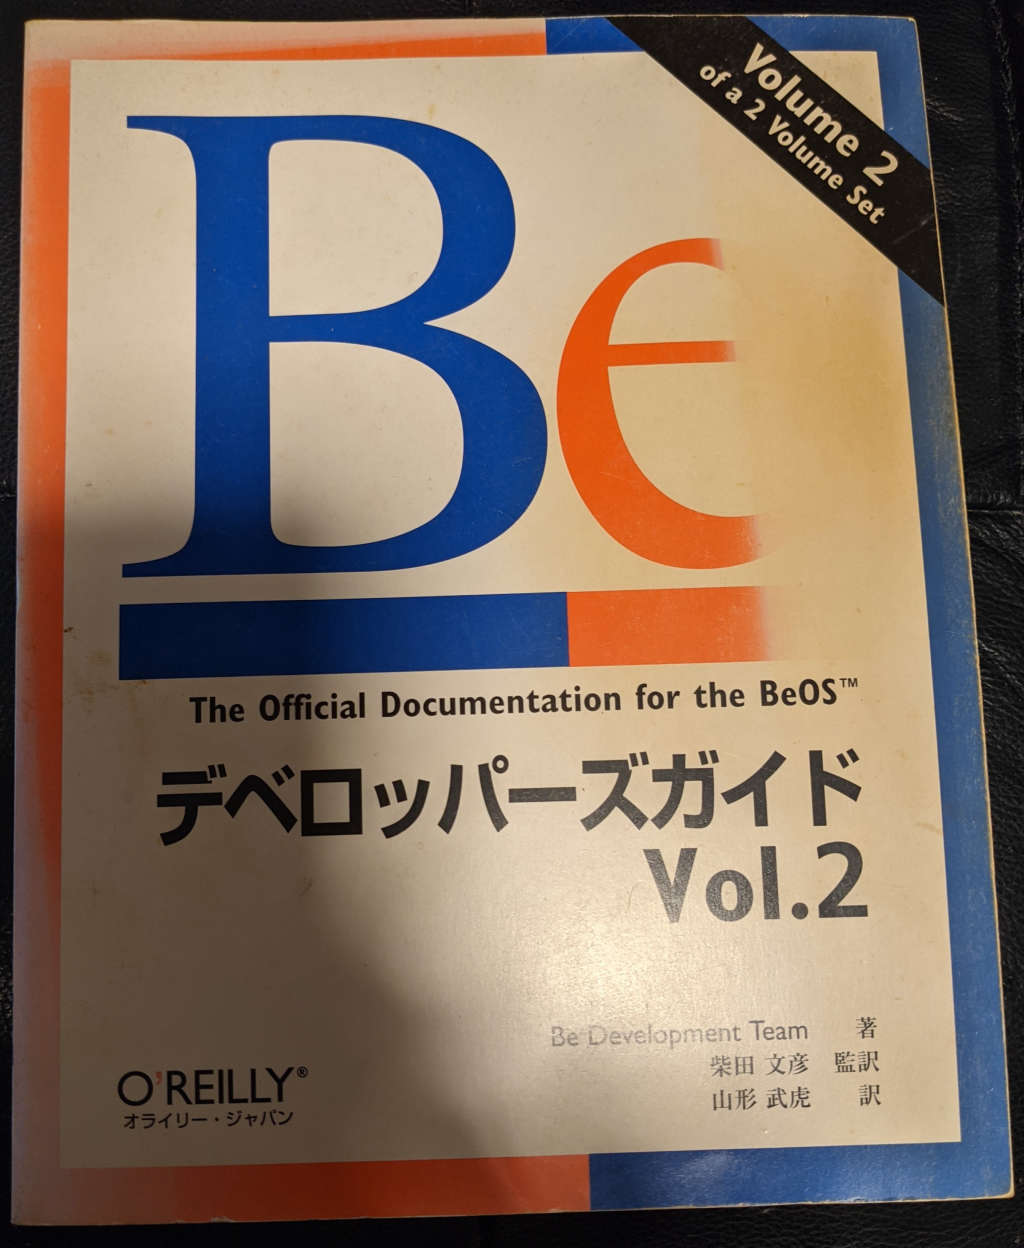 Volume 2
of a 2 Volume Set
Be
The Official Documentation for the BeOS™
デベロッパーズガイド
Vol.2
Be Development Team 著
柴田 文彦 監訳
山形 武虎 訳
O'REILLY®
オライリー・ジャパン